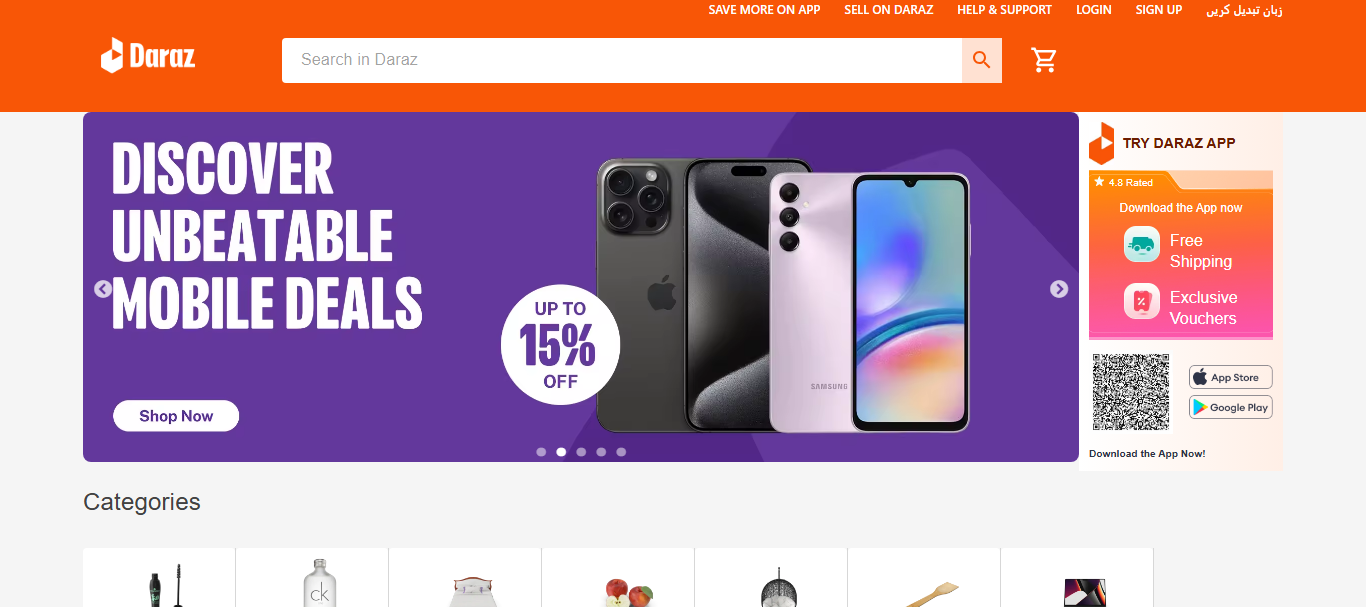 SAVE MORE ON APP SELL ON DARAZ HELP & SUPPORT LOGIN SIGN UP زبان تبدیل کریں
Daraz
Search in Daraz
DISCOVER
UNBEATABLE
MOBILE DEALS
UP TO
15%
OFF
Shop Now
SAMSUNG
TRY DARAZ APP
4.8 Rated
Download the App now
Free
Shipping
Exclusive
Vouchers
App Store
Google Play
Download the App Now!
Categories
ck